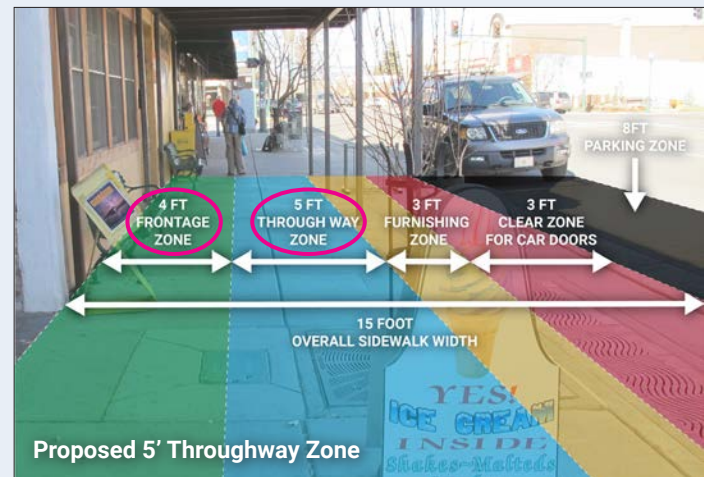 8FT
PARKING ZONE
4 FT
FRONTAGE
ZONE
5 FT
THROUGH WAY
ZONE
3 FT
FURNISHING
ZONE
3 FT
CLEAR ZONE
FOR CAR DOORS
15 FOOT
OVERALL SIDEWALK WIDTH
YES!
ICE CREAM
INSIDE
Shakes-Malteds
Proposed 5’ Throughway Zone